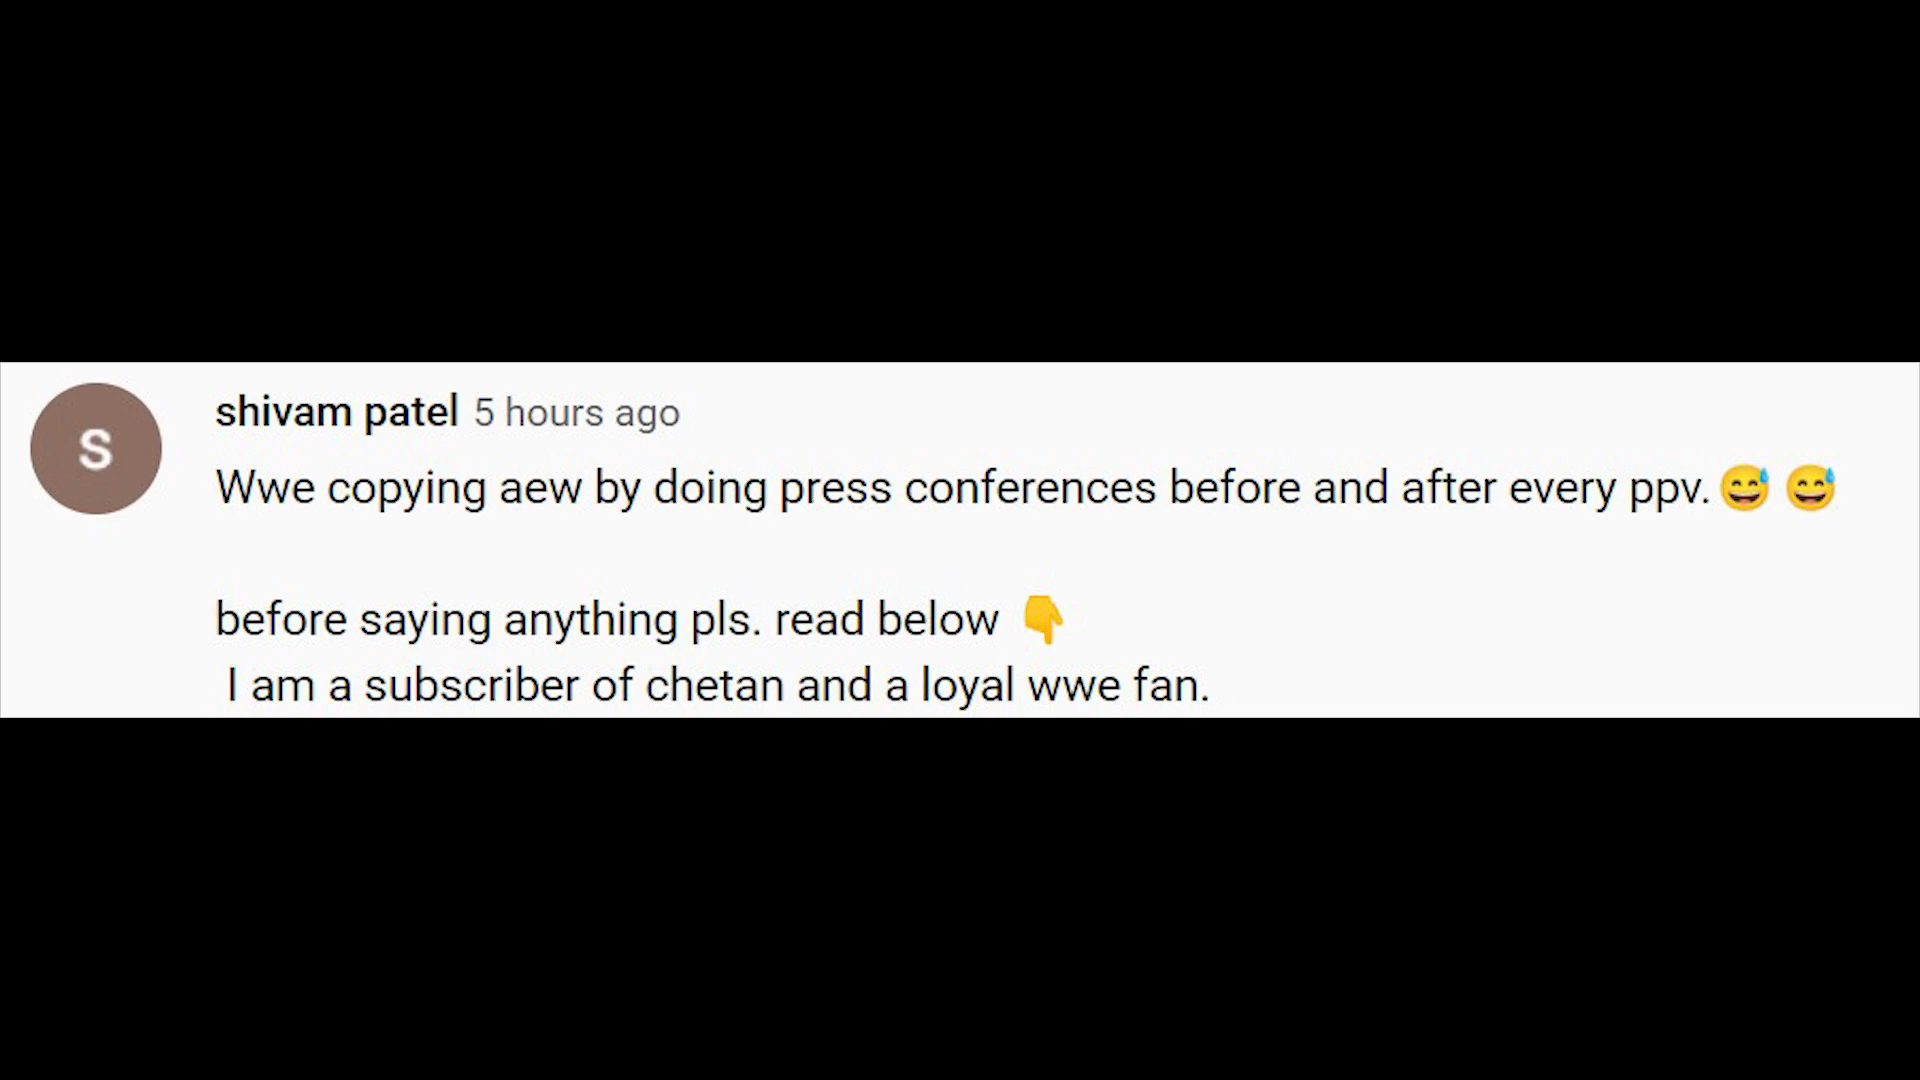 S
shivam patel 5 hours ago
Wwe copying aew by doing press conferences before and after every ppv.😅 😅
before saying anything pls. read below 👇
I am a subscriber of chetan and a loyal wwe fan.